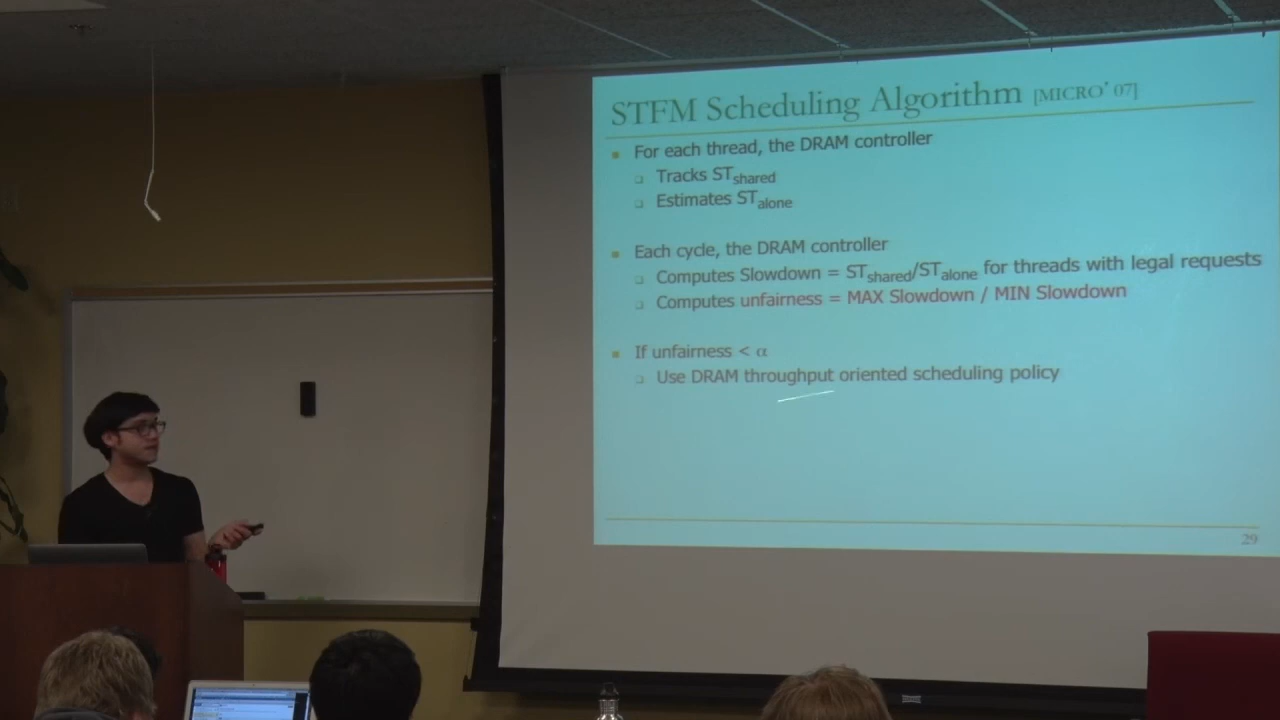 STFM Scheduling Algorithm [MICRO' 07]
For each thread, the DRAM controller
Tracks STshared
Estimates STalone
Each cycle, the DRAM controller
Computes Slowdown = STshared/STalone for threads with legal requests
Computes unfairness = MAX Slowdown / MIN Slowdown
If unfairness < α
Use DRAM throughput oriented scheduling policy
29